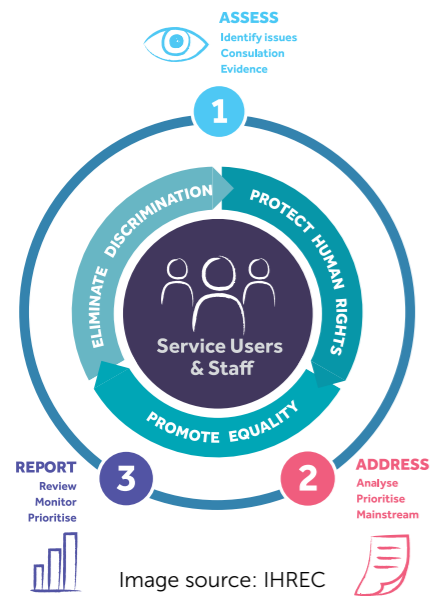 ASSESS
Identify issues
Consulation
Evidence
1
ELIMINATE DISCRIMINATION
PROTECT HUMAN RIGHTS
PROMOTE EQUALITY
Service Users
& Staff
2
ADDRESS
Analyse
Prioritise
Mainstream
3
REPORT
Review
Monitor
Prioritise
Image source: IHREC